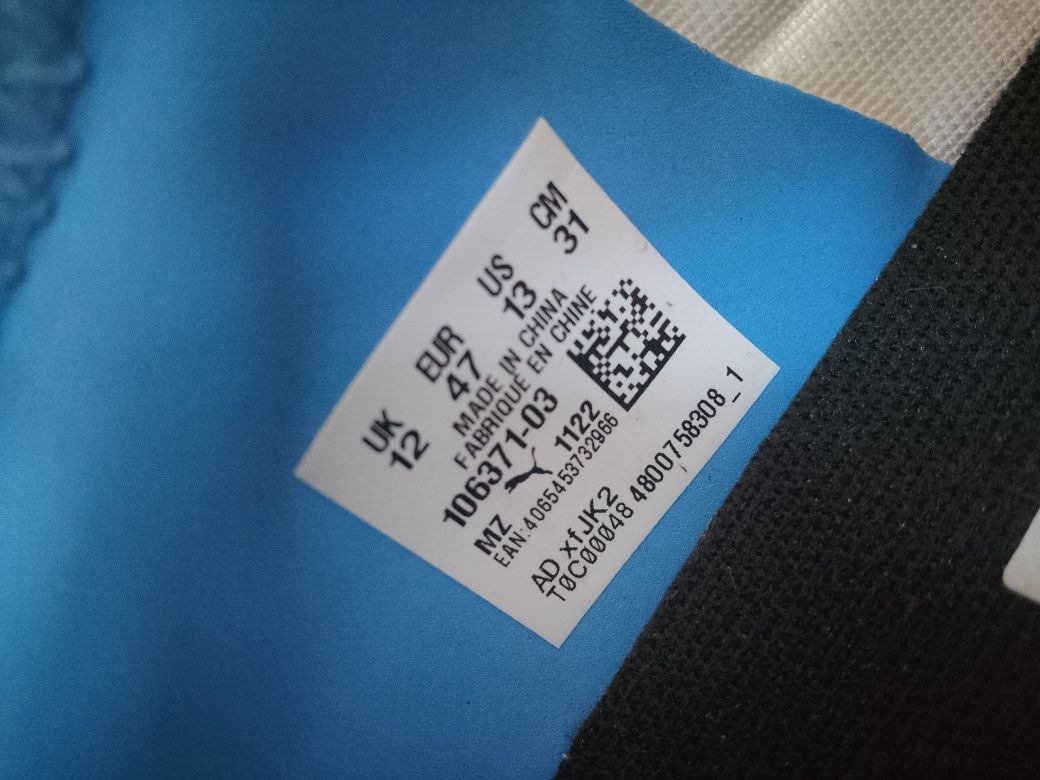 UK EUR US CM
12 47 13 31
MADE IN CHINA
FABRIQUE EN CHINE
106371-03
MZ 1122
EAN:4065453732966
AD xfJK2
T0C00048 4800758308_1